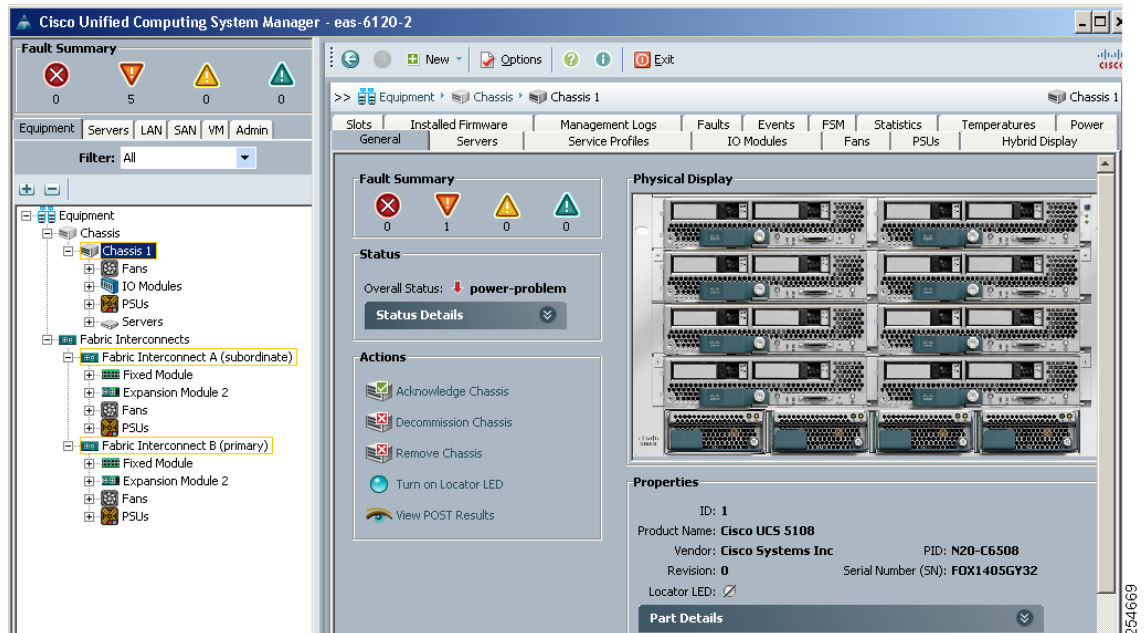 Cisco Unified Computing System Manager - eas-6120-2
Fault Summary
0 5 0 0
Equipment Servers LAN SAN VM Admin
Filter: All
Equipment
Chassis
Chassis 1
Fans
IO Modules
PSUs
Servers
Fabric Interconnects
Fabric Interconnect A (subordinate)
Fixed Module
Expansion Module 2
Fans
PSUs
Fabric Interconnect B (primary)
Fixed Module
Expansion Module 2
Fans
PSUs
New Options Exit
cisco
>> Equipment Chassis Chassis 1 Chassis 1
Slots Installed Firmware Management Logs Faults Events FSM Statistics Temperatures Power
General Servers Service Profiles IO Modules Fans PSUs Hybrid Display
Fault Summary
0 1 0 0
Status
Overall Status: power-problem
Status Details
Actions
Acknowledge Chassis
Decommission Chassis
Remove Chassis
Turn on Locator LED
View POST Results
Physical Display
Properties
ID: 1
Product Name: Cisco UCS 5108
Vendor: Cisco Systems Inc PID: N20-C6508
Revision: 0 Serial Number (SN): FOX1405GY32
Locator LED:
Part Details
254669